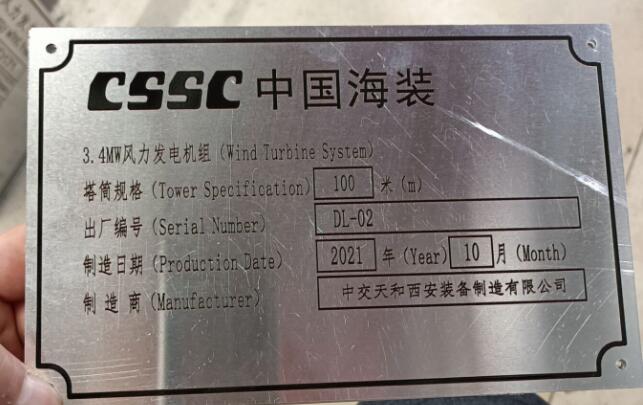 CSSC 中国海装
3.4MW风力发电机组 (Wind Turbine System)
塔筒规格 (Tower Specification) 100 米 (m)
出厂编号 (Serial Number) DL-02
制造日期 (Production Date) 2021 年 (Year) 10 月 (Month)
制 造 商 (Manufacturer) 中交天和西安装备制造有限公司